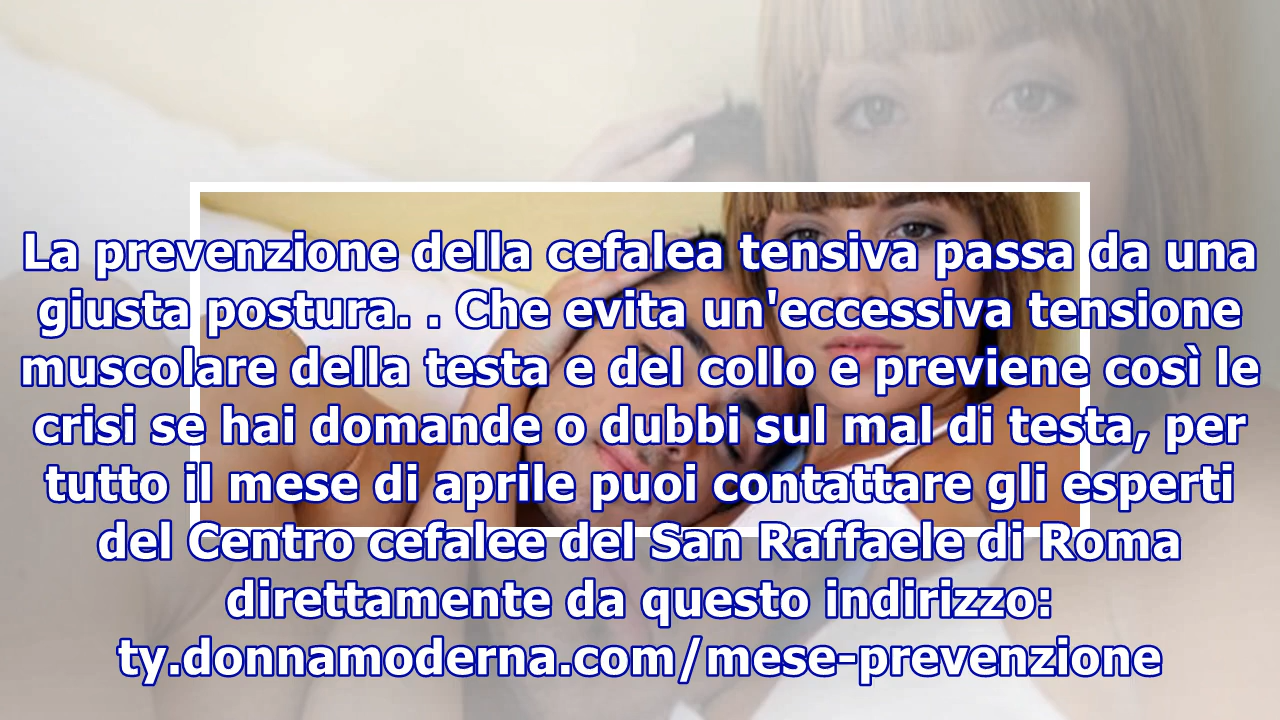 La prevenzione della cefalea tensiva passa da una
giusta postura. . Che evita un'eccessiva tensione
muscolare della testa e del collo e previene così le
crisi se hai domande o dubbi sul mal di testa, per
tutto il mese di aprile puoi contattare gli esperti
del Centro cefalee del San Raffaele di Roma
direttamente da questo indirizzo:
ty.donnamoderna.com/mese-prevenzione